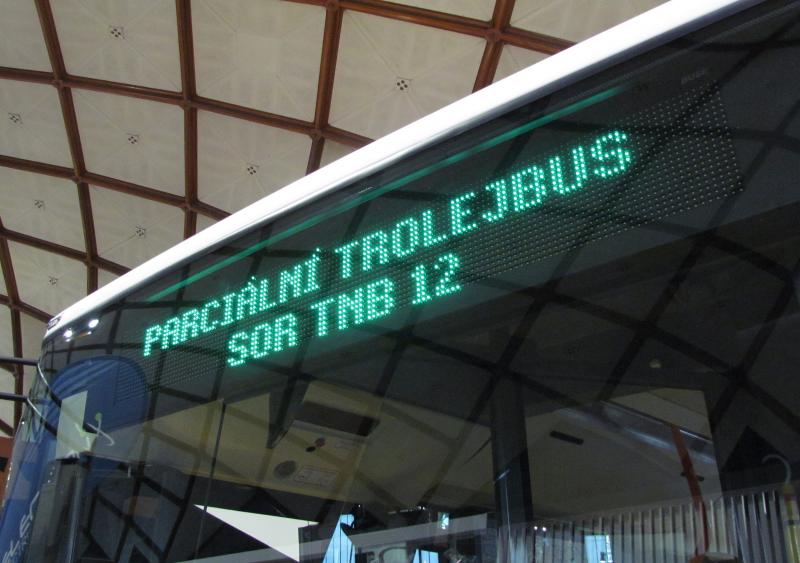 PARCIÁLNÍ TROLEJBUS
SOR TNB 12